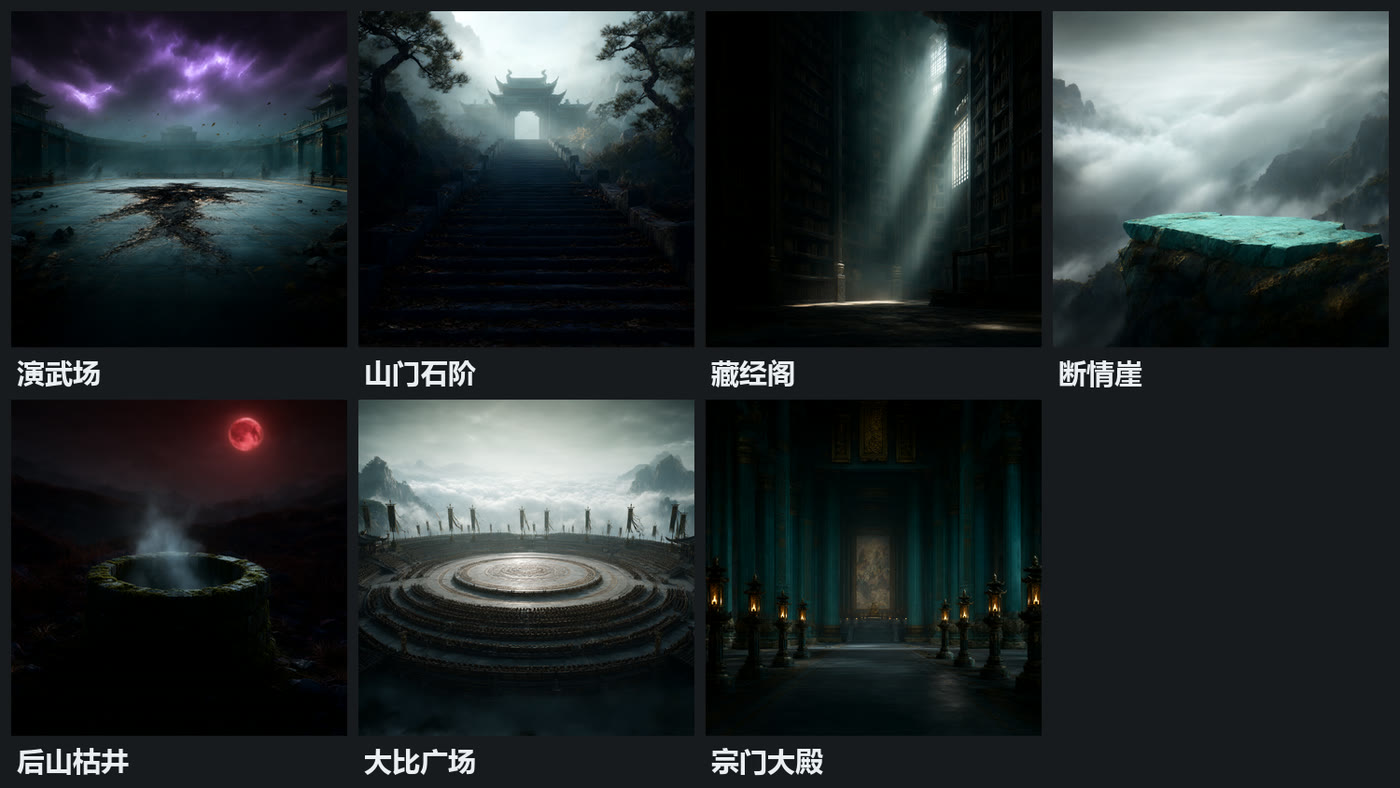 演武场
山门石阶
藏经阁
断情崖
后山枯井
大比广场
宗门大殿